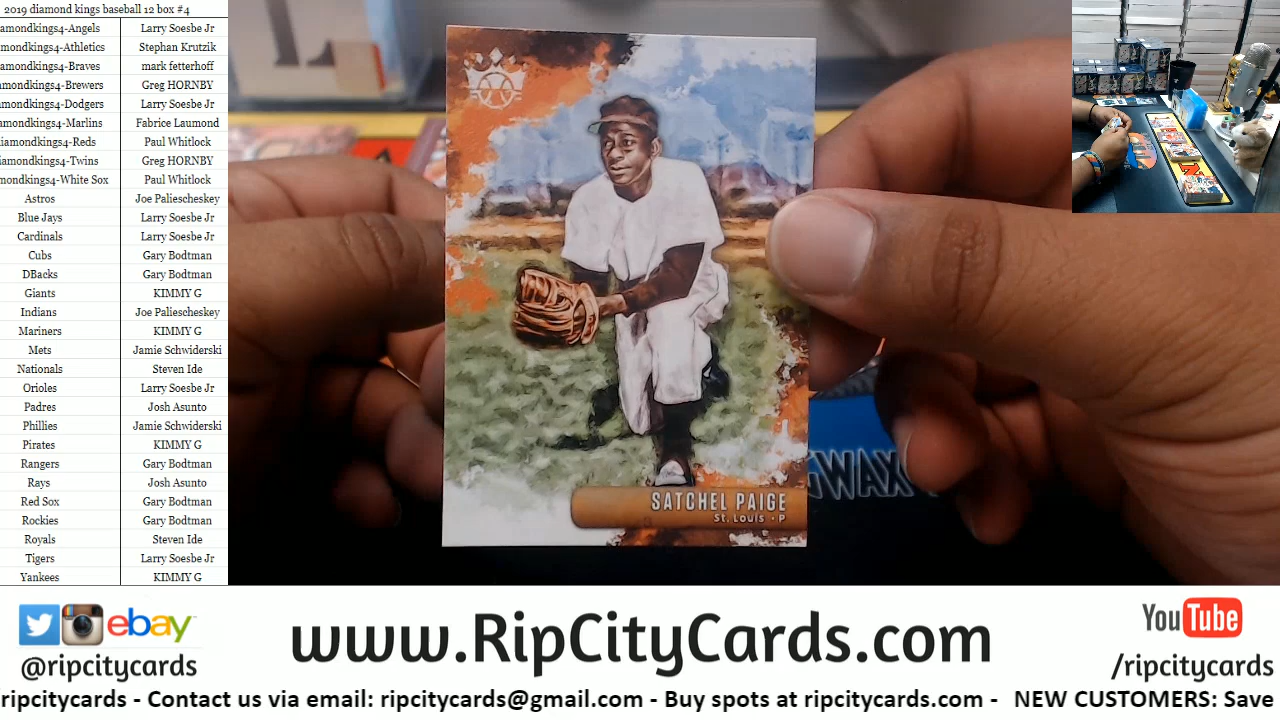 2019 diamond kings baseball 12 box #4
amondkings4-Angels Larry Soesbe Jr
mondkings4-Athletics Stephan Krutzik
amondkings4-Braves mark fetterhoff
amondkings4-Brewers Greg HORNBY
amondkings4-Dodgers Larry Soesbe Jr
amondkings4-Marlins Fabrice Laumond
iamondkings4-Reds Paul Whitlock
iamondkings4-Twins Greg HORNBY
mondkings4-White Sox Paul Whitlock
Astros Joe Paliescheskey
Blue Jays Larry Soesbe Jr
Cardinals Larry Soesbe Jr
Cubs Gary Bodtman
DBacks Gary Bodtman
Giants KIMMY G
Indians Joe Paliescheskey
Mariners KIMMY G
Mets Jamie Schwiderski
Nationals Steven Ide
Orioles Larry Soesbe Jr
Padres Josh Asunto
Phillies Jamie Schwiderski
Pirates KIMMY G
Rangers Gary Bodtman
Rays Josh Asunto
Red Sox Gary Bodtman
Rockies Gary Bodtman
Royals Steven Ide
Tigers Larry Soesbe Jr
Yankees KIMMY G
SATCHEL PAIGE
St. Louis • P
WAX
ebay
@ripcitycards
www.RipCityCards.com
YouTube
/ripcitycards
ripcitycards - Contact us via email: ripcitycards@gmail.com - Buy spots at ripcitycards.com - NEW CUSTOMERS: Save